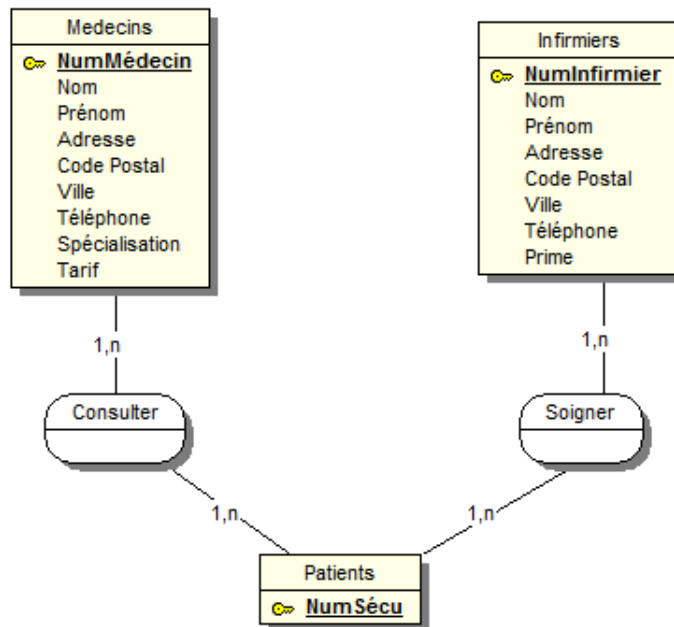 Medecins
NumMédecin
Nom
Prénom
Adresse
Code Postal
Ville
Téléphone
Spécialisation
Tarif
Infirmiers
NumInfirmier
Nom
Prénom
Adresse
Code Postal
Ville
Téléphone
Prime
1,n
1,n
Consulter
Soigner
1,n
1,n
Patients
NumSécu